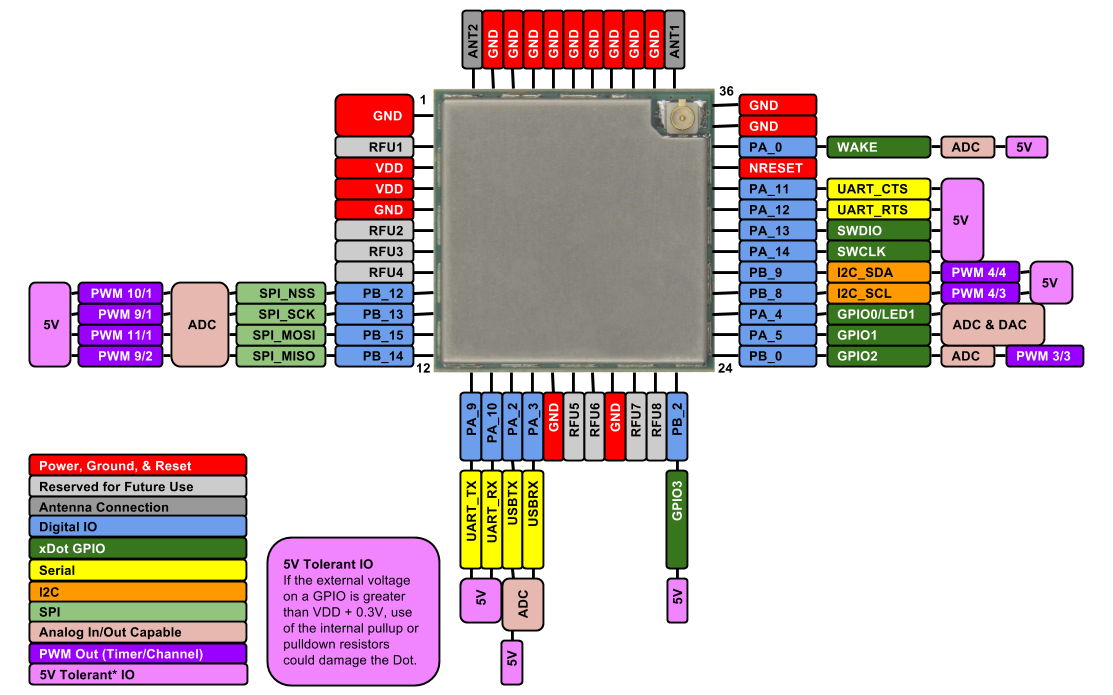 ANT2 GND GND GND GND GND GND GND GND ANT1
1
36
GND
RFU1
VDD
VDD
GND
RFU2
RFU3
RFU4
5V
PWM 10/1 ADC SPI_NSS PB_12
PWM 9/1 SPI_SCK PB_13
PWM 11/1 SPI_MOSI PB_15
PWM 9/2 SPI_MISO PB_14
12
GND
GND
PA_0 WAKE ADC 5V
NRESET
PA_11 UART_CTS
PA_12 UART_RTS
5V
PA_13 SWDIO
PA_14 SWCLK
PB_9 I2C_SDA PWM 4/4
5V
PB_8 I2C_SCL PWM 4/3
PA_4 GPIO0/LED1
ADC & DAC
PA_5 GPIO1
PB_0 GPIO2 ADC PWM 3/3
24
PA_9 PA_10 PA_2 PA_3 GND RFU5 RFU6 GND RFU7 RFU8 PB_2
UART_TX UART_RX USBTX USBRX GPIO3
5V ADC 5V
5V
Power, Ground, & Reset
Reserved for Future Use
Antenna Connection
Digital IO
xDot GPIO
Serial
I2C
SPI
Analog In/Out Capable
PWM Out (Timer/Channel)
5V Tolerant* IO
5V Tolerant IO
If the external voltage
on a GPIO is greater
than VDD + 0.3V, use
of the internal pullup or
pulldown resistors
could damage the Dot.